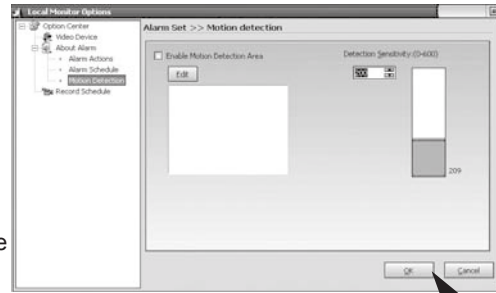 Local Monitor Options
Option Center
Video Device
About Alarm
Alarm Actions
Alarm Schedule
Motion Detection
Record Schedule
Alarm Set >> Motion detection
Enable Motion Detection Area
Edit
Detection Sensitivity:(0-600)
200
209
OK
Cancel
e